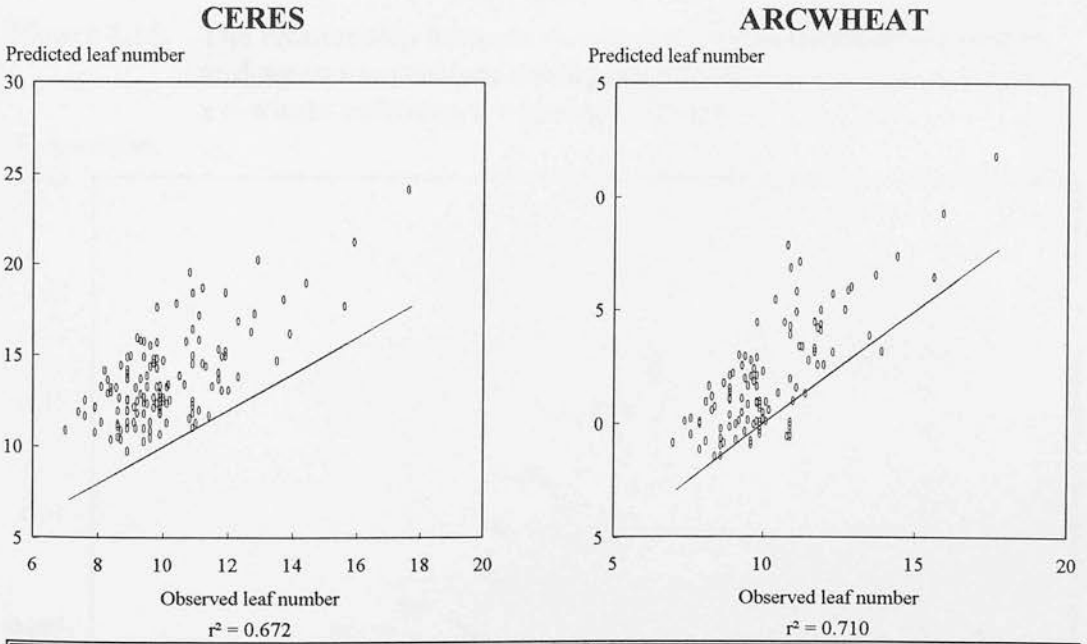 CERES
Predicted leaf number
30
25
20
15
10
5
6 8 10 12 14 16 18 20
Observed leaf number
r² = 0.672
ARCWHEAT
Predicted leaf number
5
0
5
0
5
5 10 15 20
Observed leaf number
r² = 0.710